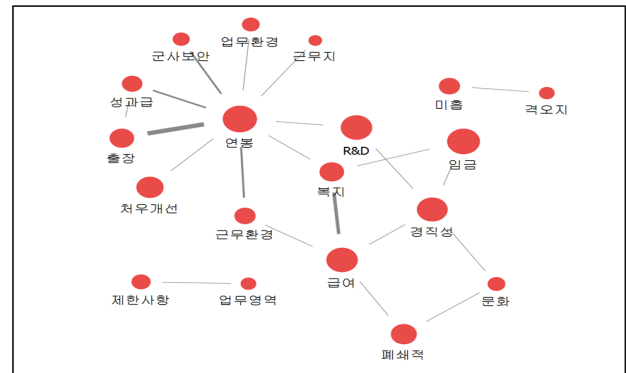 업무환경
군사보안
근무지
성과급
미흡
격오지
연봉
R&D
출장
임금
복지
처우개선
경직성
근무환경
급여
제한사항
업무영역
문화
폐쇄적